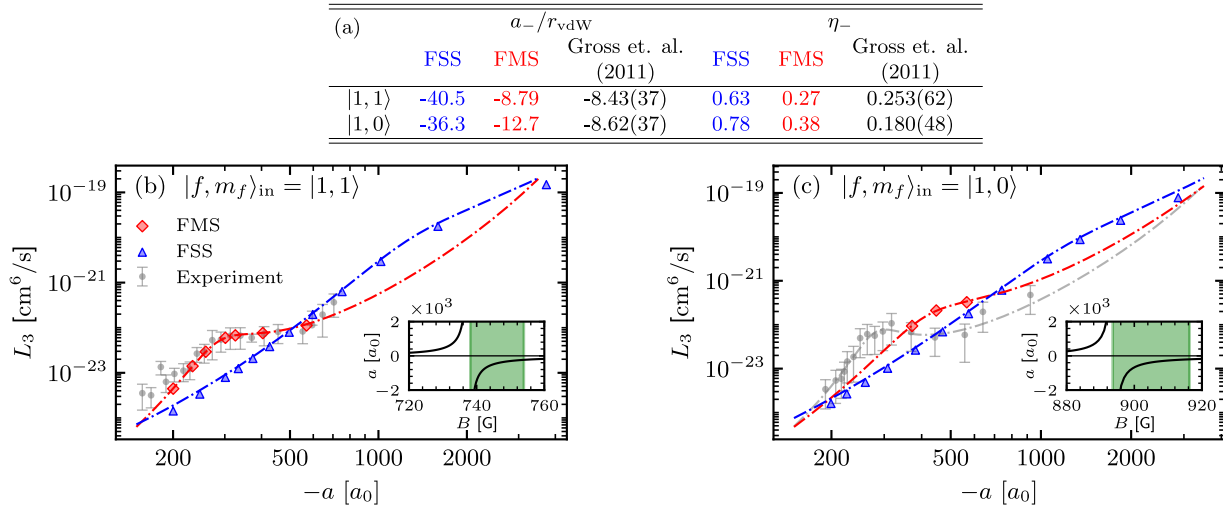 (a) a₋/r_vdW η₋
FSS FMS Gross et. al. (2011) FSS FMS Gross et. al. (2011)
|1, 1⟩ -40.5 -8.79 -8.43(37) 0.63 0.27 0.253(62)
|1, 0⟩ -36.3 -12.7 -8.62(37) 0.78 0.38 0.180(48)
(b) |f, m_f⟩_in = |1, 1⟩
FMS
FSS
Experiment
10⁻¹⁹
10⁻²¹
10⁻²³
L₃ [cm⁶/s]
200 500 1000 2000
−a [a₀]
×10³
2
0
−2
a [a₀]
720 740 760
B [G]
(c) |f, m_f⟩_in = |1, 0⟩
10⁻¹⁹
10⁻²¹
10⁻²³
L₃ [cm⁶/s]
200 500 1000 2000
−a [a₀]
×10³
2
0
−2
a [a₀]
880 900 920
B [G]